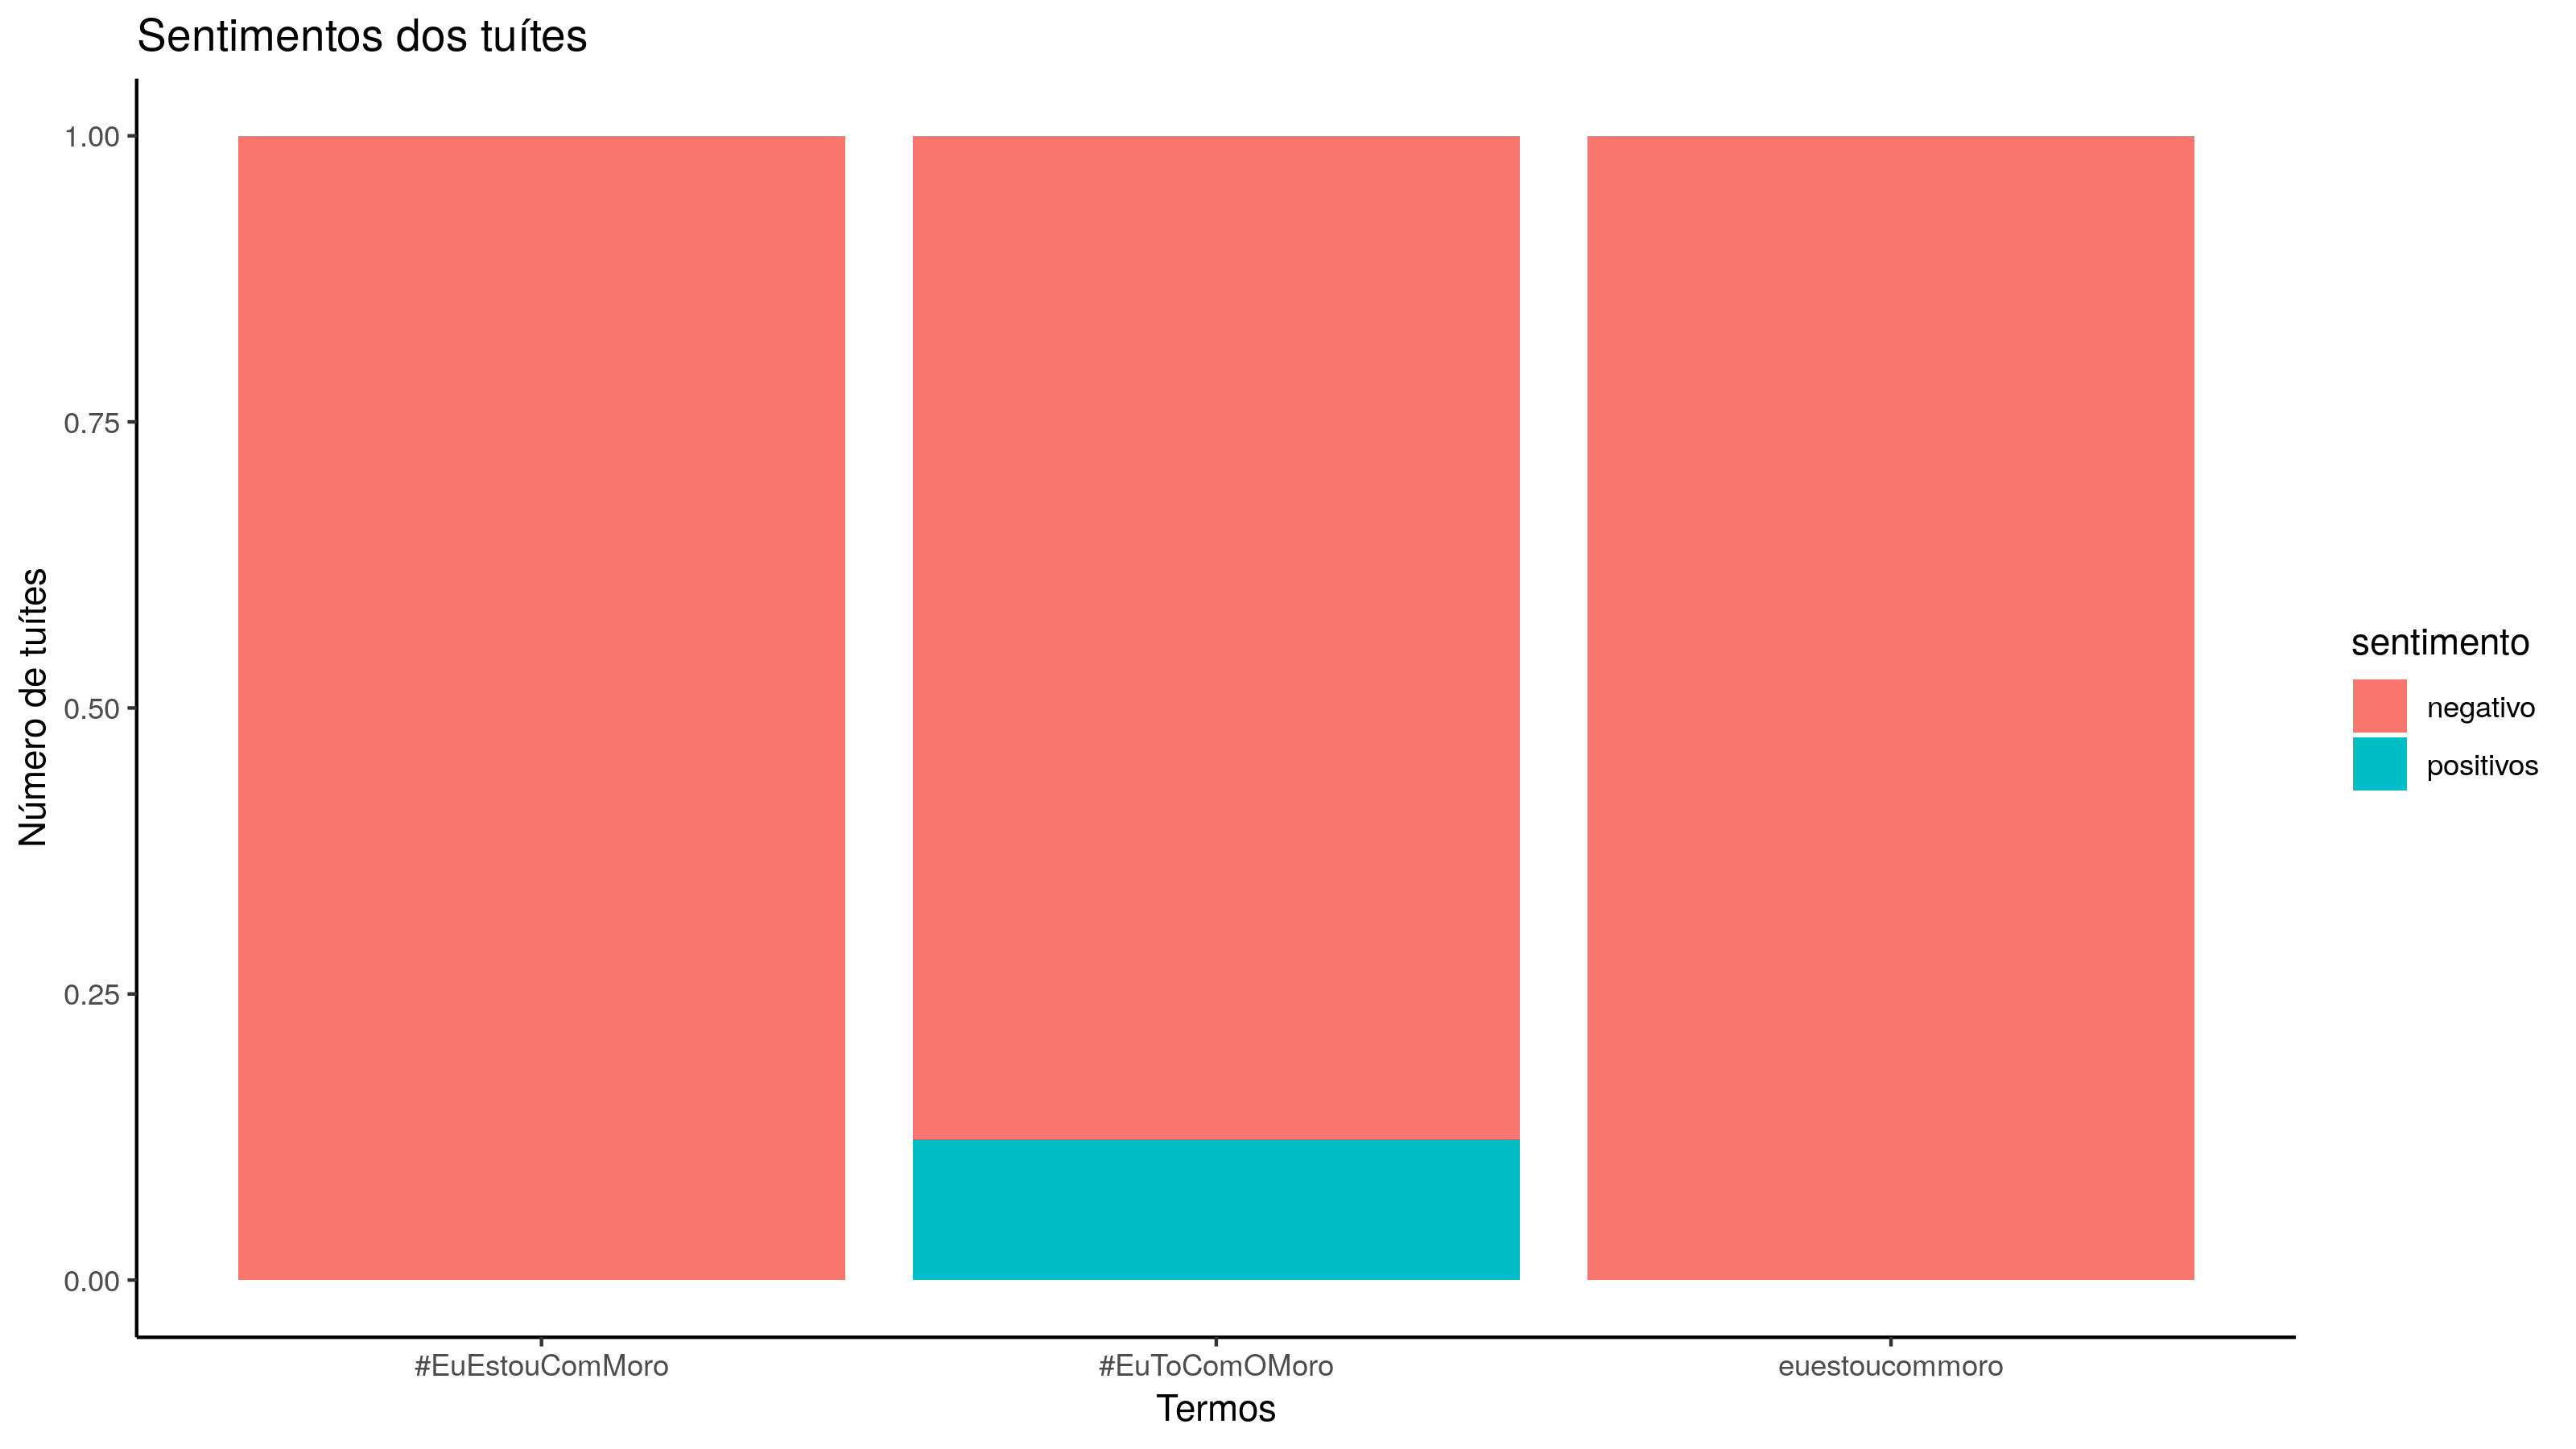 Sentimentos dos tuítes
Número de tuítes
1.00
0.75
0.50
0.25
0.00
#EuEstouComMoro
#EuToComOMoro
euestoucommoro
Termos
sentimento
negativo
positivos